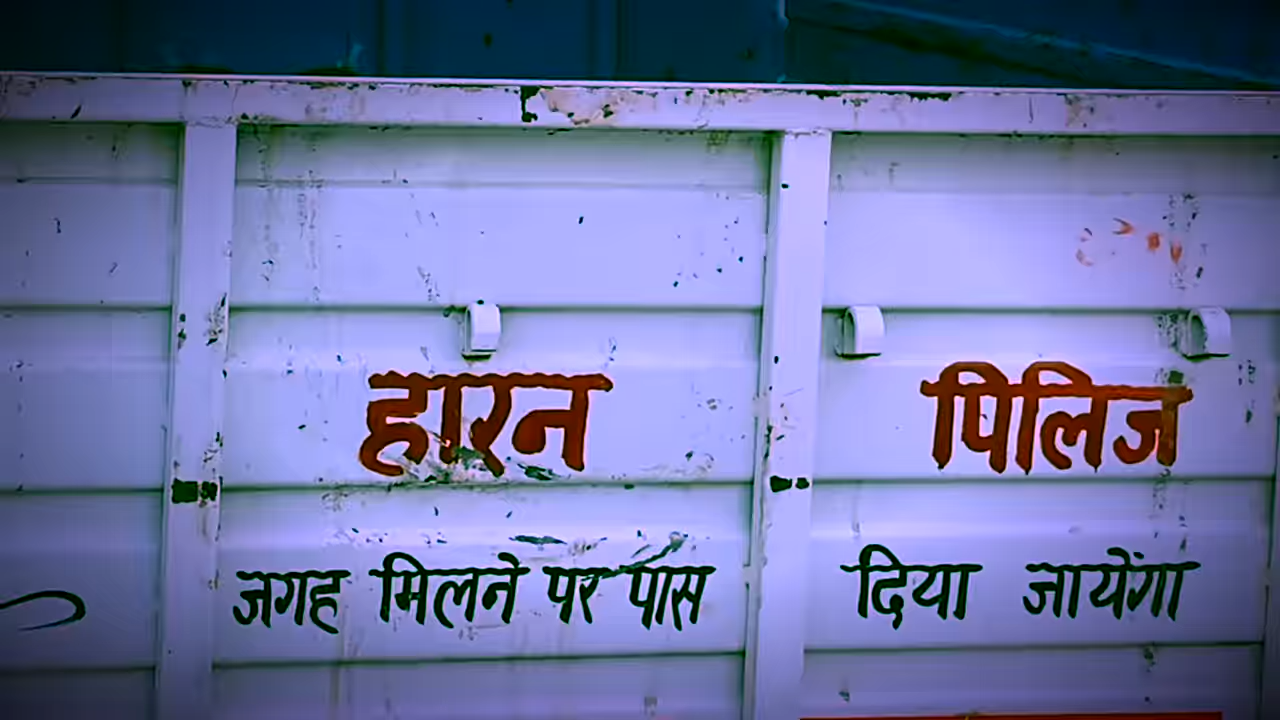 हारन पिलिज
जगह मिलने पर पास दिया जायेंगा